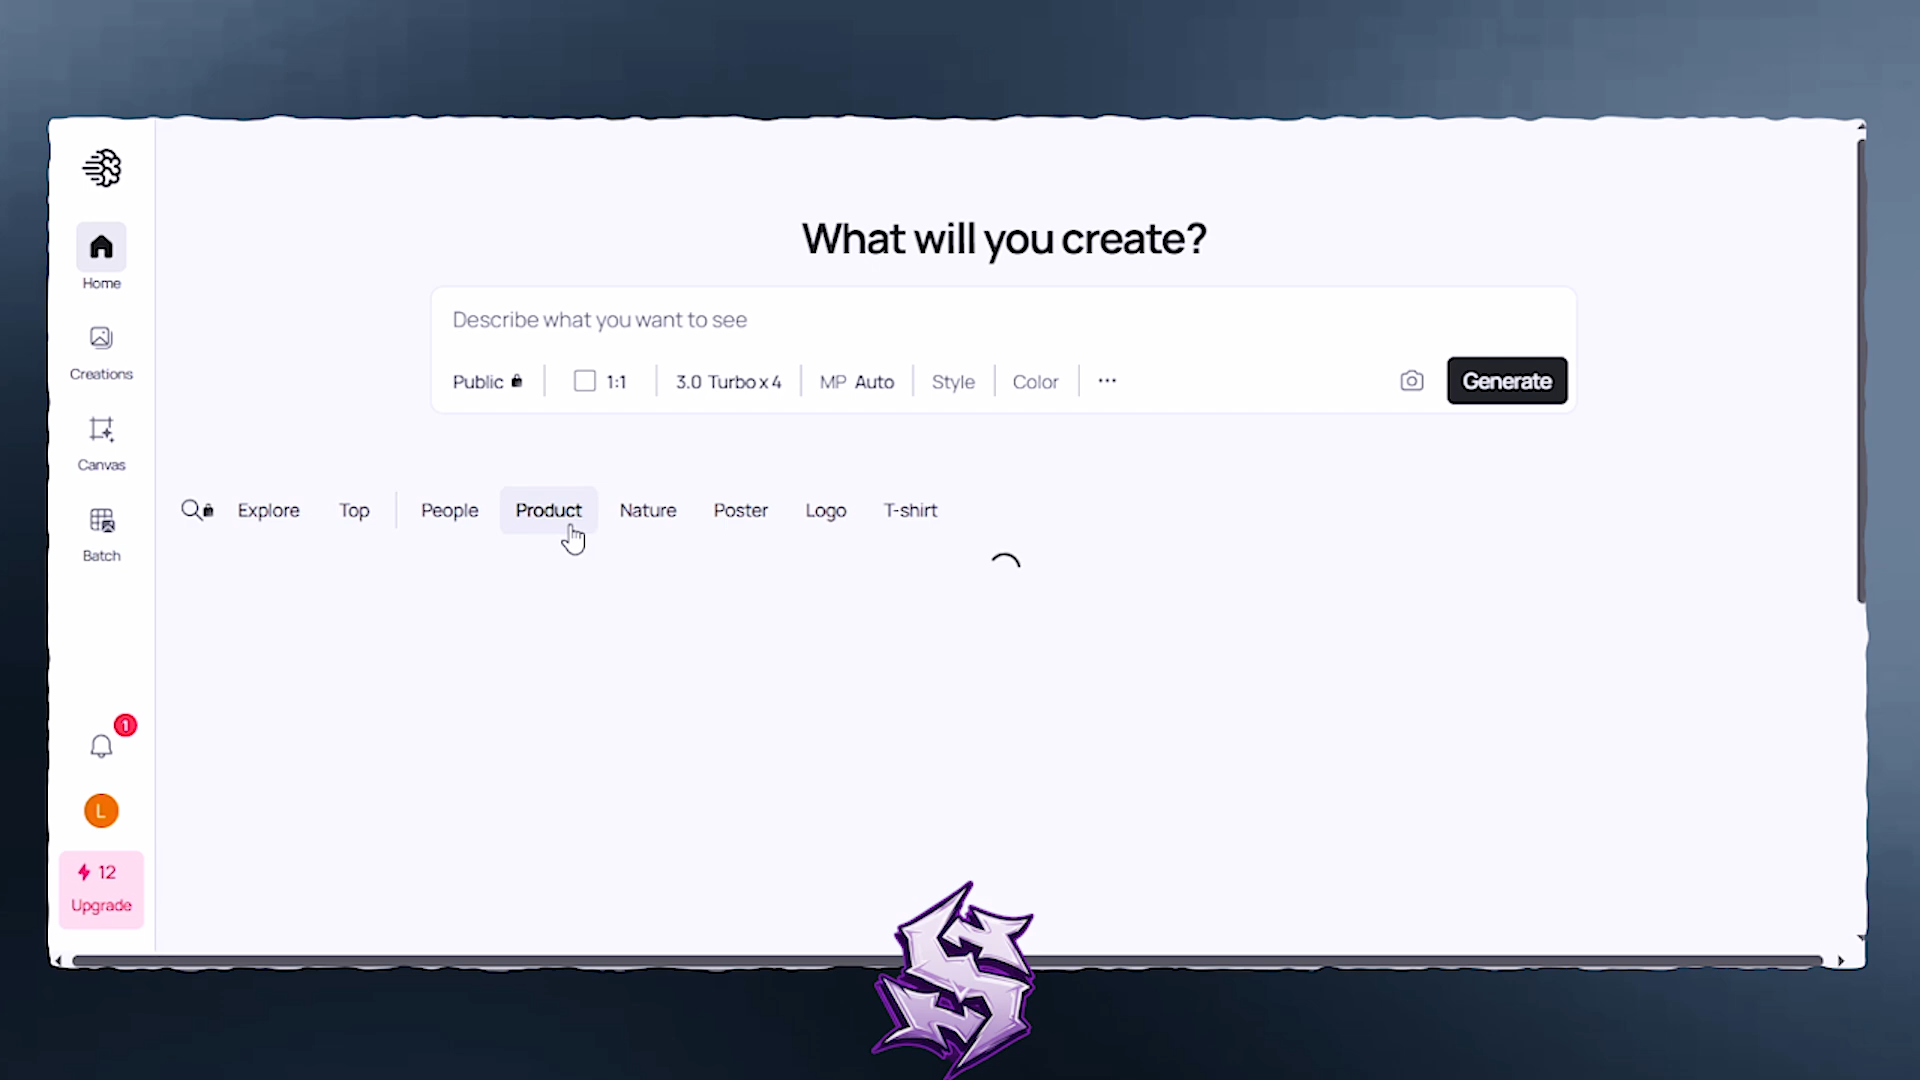 What will you create?
Describe what you want to see
Public
1:1
3.0 Turbo x 4
MP Auto
Style
Color
Generate
Home
Creations
Canvas
Batch
Explore
Top
People
Product
Nature
Poster
Logo
T-shirt
1
L
12
Upgrade